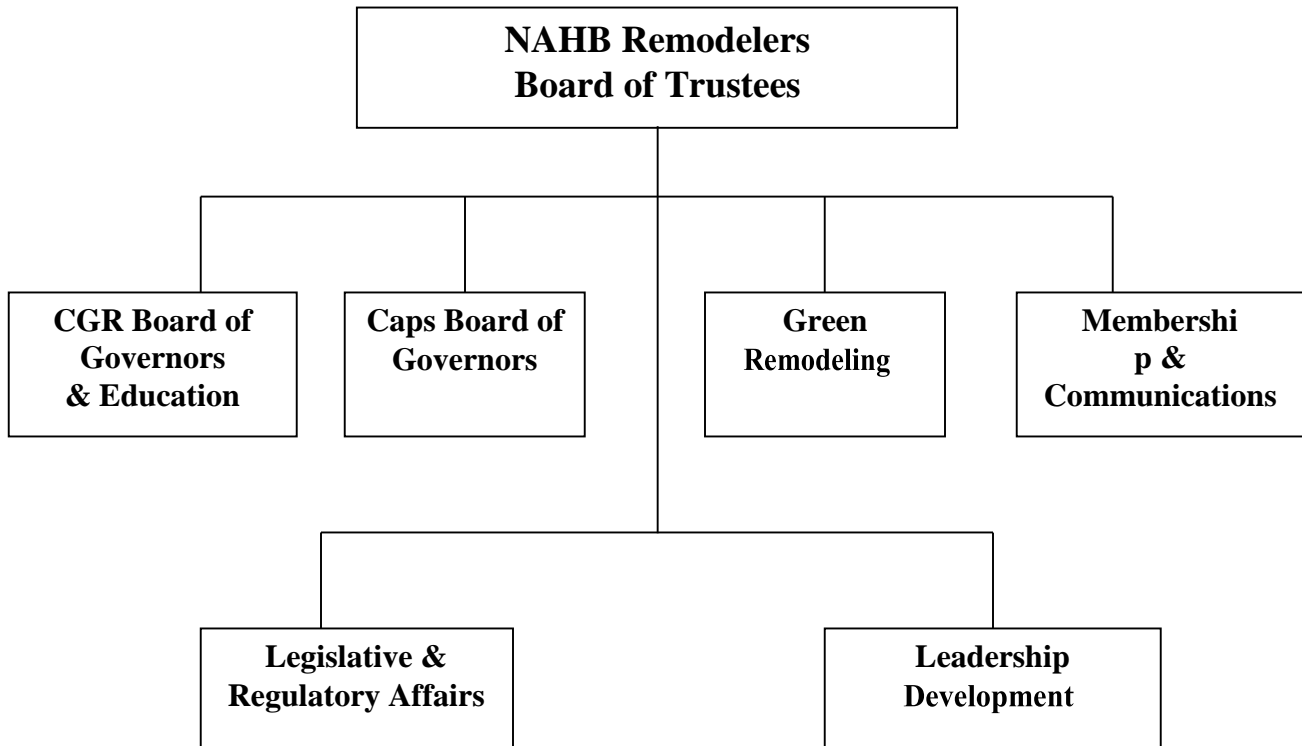 NAHB Remodelers
Board of Trustees
CGR Board of
Governors
& Education
Caps Board of
Governors
Green
Remodeling
Membershi
p &
Communications
Legislative &
Regulatory Affairs
Leadership
Development